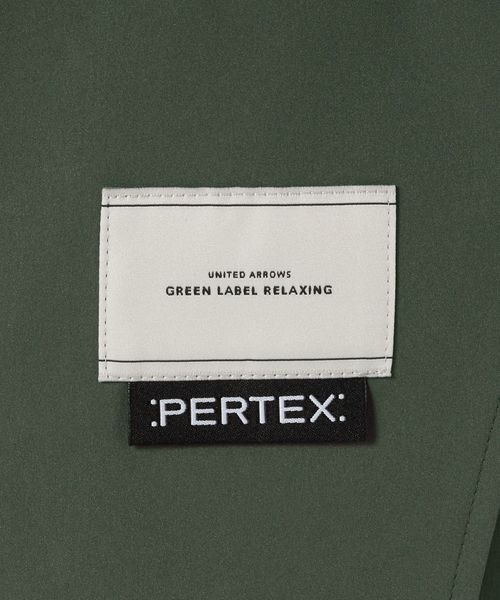 UNITED ARROWS
GREEN LABEL RELAXING
:PERTEX: